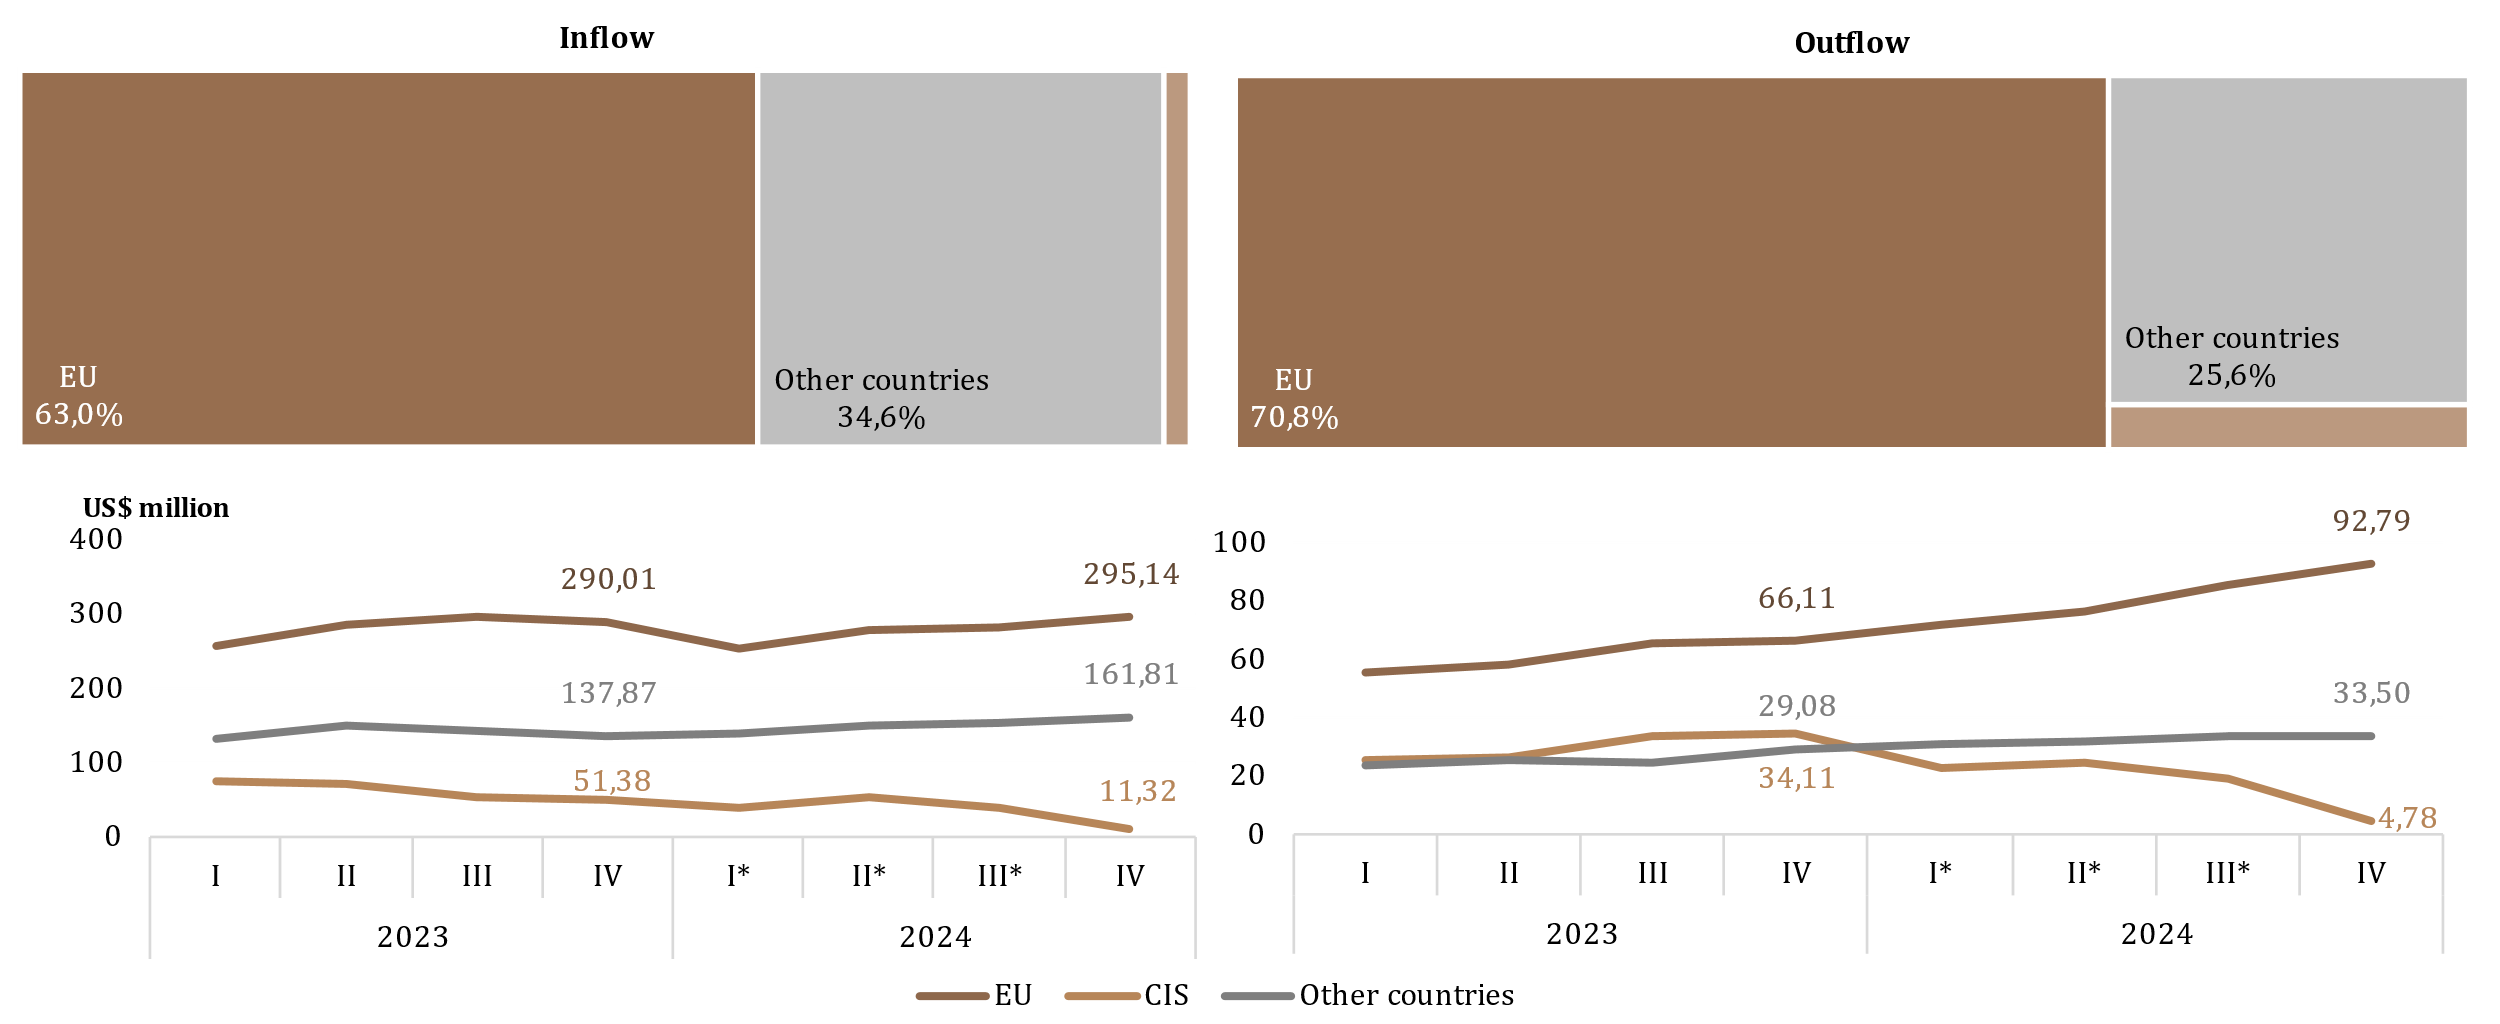 Inflow
EU
63,0%
Other countries
34,6%
Outflow
EU
70,8%
Other countries
25,6%
US$ million
400
300
200
100
0
290,01
295,14
137,87
161,81
51,38
11,32
I II III IV I* II* III* IV
2023 2024
100
80
60
40
20
0
92,79
66,11
29,08
33,50
34,11
4,78
I II III IV I* II* III* IV
2023 2024
EU CIS Other countries